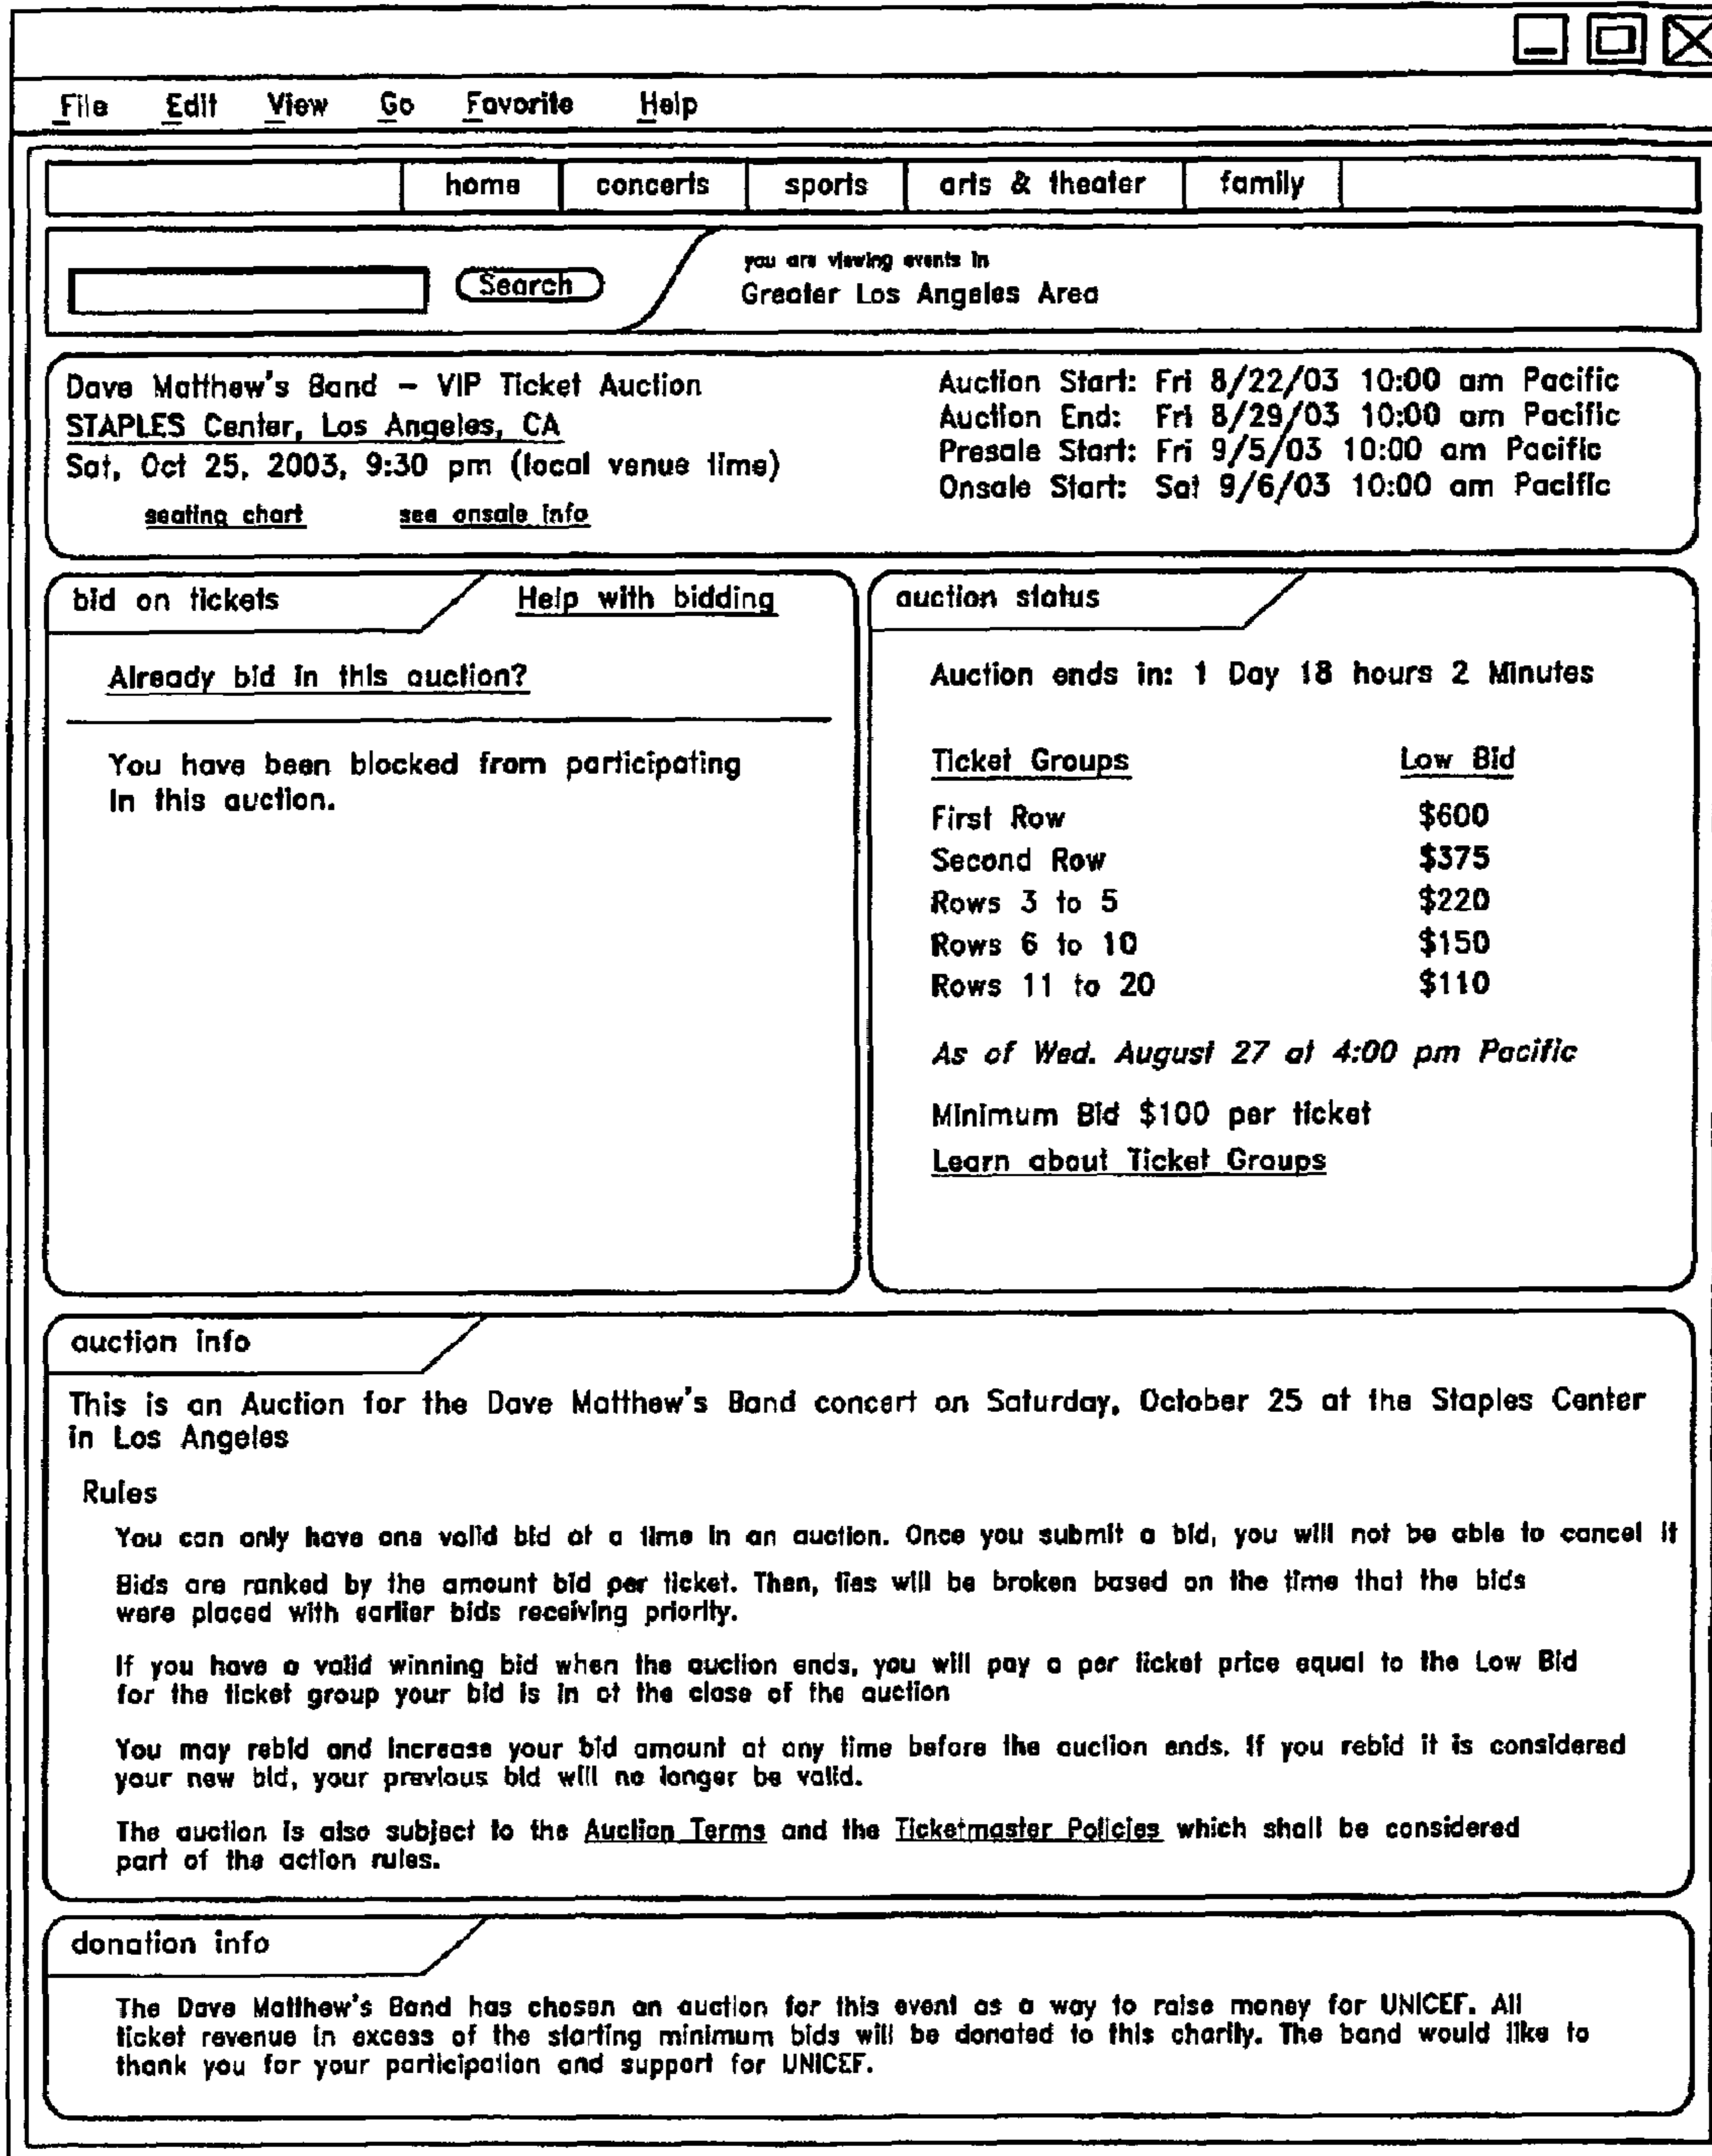 File Edit View Go Favorite Help
home concerts sports arts & theater family
Search
you are viewing events in
Greater Los Angeles Area
Dave Matthew's Band – VIP Ticket Auction
STAPLES Center, Los Angeles, CA
Sat, Oct 25, 2003, 9:30 pm (local venue time)
seating chart see onsale info
Auction Start: Fri 8/22/03 10:00 am Pacific
Auction End: Fri 8/29/03 10:00 am Pacific
Presale Start: Fri 9/5/03 10:00 am Pacific
Onsale Start: Sat 9/6/03 10:00 am Pacific
bid on tickets Help with bidding
Already bid in this auction?
You have been blocked from participating
in this auction.
auction status
Auction ends in: 1 Day 18 hours 2 Minutes
Ticket Groups Low Bid
First Row $600
Second Row $375
Rows 3 to 5 $220
Rows 6 to 10 $150
Rows 11 to 20 $110
As of Wed. August 27 at 4:00 pm Pacific
Minimum Bid $100 per ticket
Learn about Ticket Groups
auction info
This is an Auction for the Dave Matthew's Band concert on Saturday, October 25 at the Staples Center
in Los Angeles
Rules
You can only have one valid bid at a time in an auction. Once you submit a bid, you will not be able to cancel it
Bids are ranked by the amount bid per ticket. Then, ties will be broken based on the time that the bids
were placed with earlier bids receiving priority.
If you have a valid winning bid when the auction ends, you will pay a per ticket price equal to the Low Bid
for the ticket group your bid is in at the close of the auction
You may rebid and increase your bid amount at any time before the auction ends. If you rebid it is considered
your new bid, your previous bid will no longer be valid.
The auction is also subject to the Auction Terms and the Ticketmaster Policies which shall be considered
part of the action rules.
donation info
The Dave Matthew's Band has chosen an auction for this event as a way to raise money for UNICEF. All
ticket revenue in excess of the starting minimum bids will be donated to this charity. The band would like to
thank you for your participation and support for UNICEF.